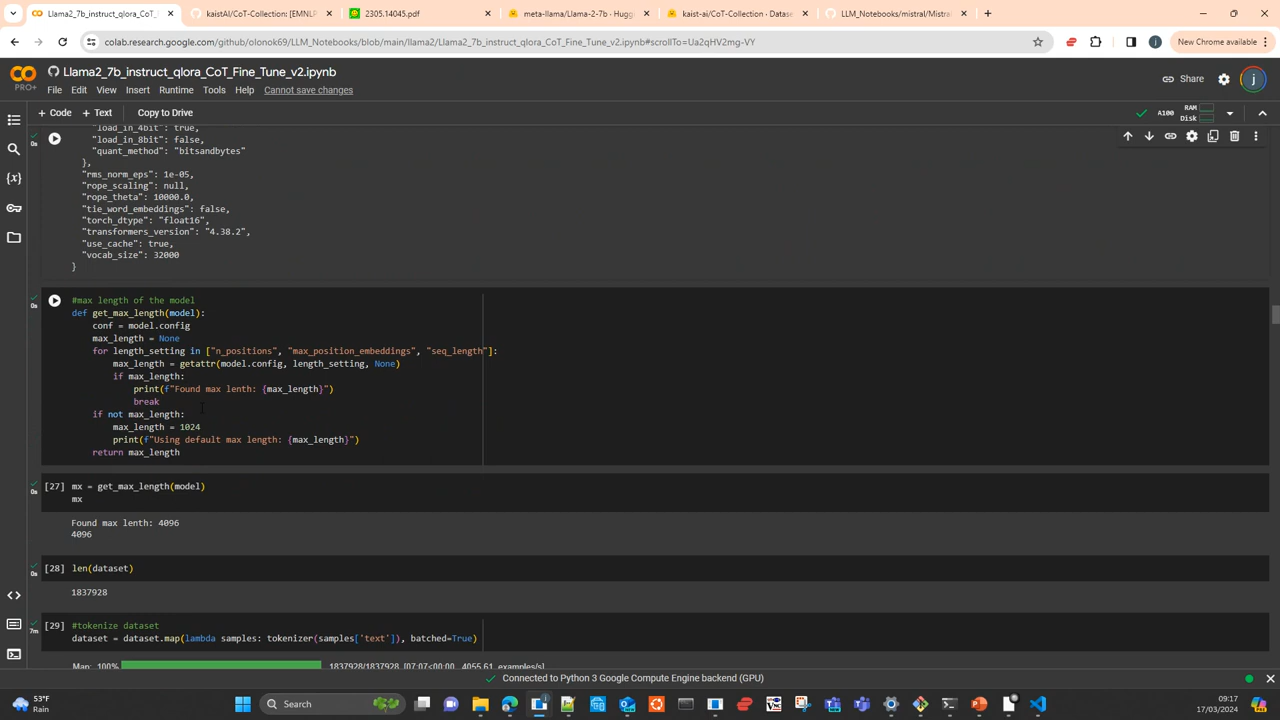 Llama2_7b_instruct_qlora_CoT_F
kaistAI/CoT-Collection: [EMNLP
2305.14045.pdf
meta-llama/Llama-2-7b · Huggi
kaist-ai/CoT-Collection · Datase
LLM_Notebooks/mistral/Mistral
colab.research.google.com/github/olonok69/LLM_Notebooks/blob/main/llama2/Llama2_7b_instruct_qlora_CoT_Fine_Tune_v2.ipynb#scrollTo=Ua2qHV2mg-VY
New Chrome available
Llama2_7b_instruct_qlora_CoT_Fine_Tune_v2.ipynb
PRO+
File Edit View Insert Runtime Tools Help Cannot save changes
Share
j
+ Code + Text Copy to Drive
A100 RAM Disk
"load_in_4bit": true,
"load_in_8bit": false,
"quant_method": "bitsandbytes"
},
"rms_norm_eps": 1e-05,
"rope_scaling": null,
"rope_theta": 10000.0,
"tie_word_embeddings": false,
"torch_dtype": "float16",
"transformers_version": "4.38.2",
"use_cache": true,
"vocab_size": 32000
}
0s
#max length of the model
def get_max_length(model):
conf = model.config
max_length = None
for length_setting in ["n_positions", "max_position_embeddings", "seq_length"]:
max_length = getattr(model.config, length_setting, None)
if max_length:
print(f"Found max lenth: {max_length}")
break
if not max_length:
max_length = 1024
print(f"Using default max length: {max_length}")
return max_length
[27] mx = get_max_length(model)
mx
Found max lenth: 4096
4096
[28] len(dataset)
1837928
[29] #tokenize dataset
7m
dataset = dataset.map(lambda samples: tokenizer(samples['text']), batched=True)
Map: 100% 1837928/1837928 [07:07<00:00, 4055.61 examples/s]
Connected to Python 3 Google Compute Engine backend (GPU)
53°F
Rain
Search
09:17
17/03/2024